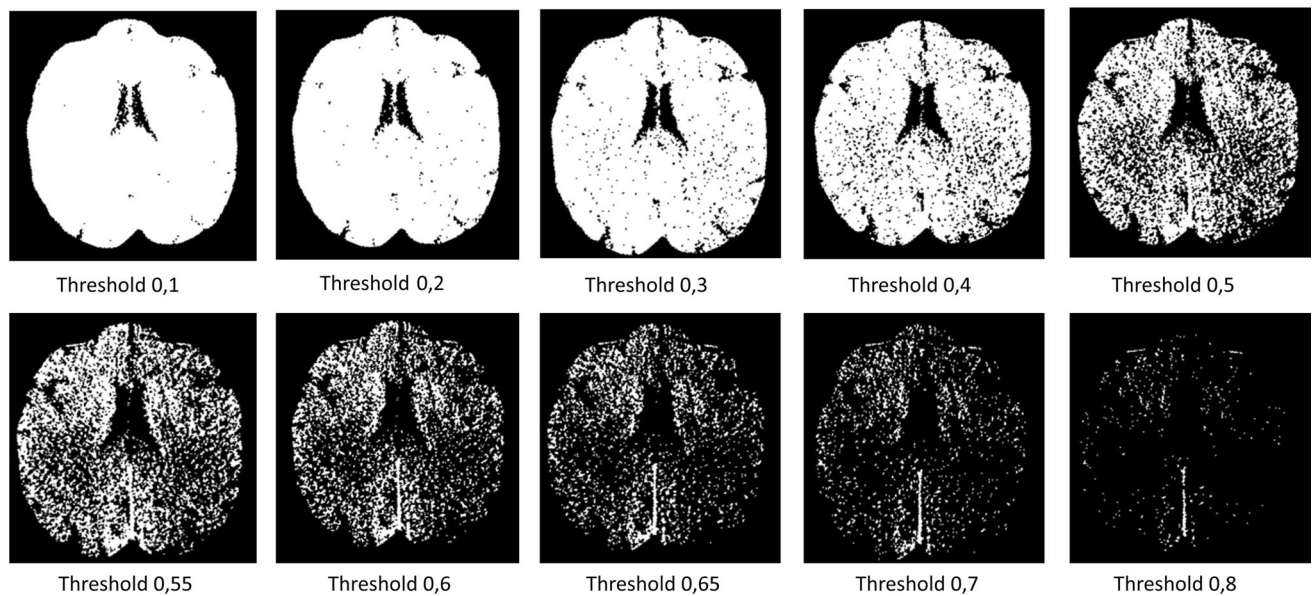 Threshold 0,1
Threshold 0,2
Threshold 0,3
Threshold 0,4
Threshold 0,5
Threshold 0,55
Threshold 0,6
Threshold 0,65
Threshold 0,7
Threshold 0,8